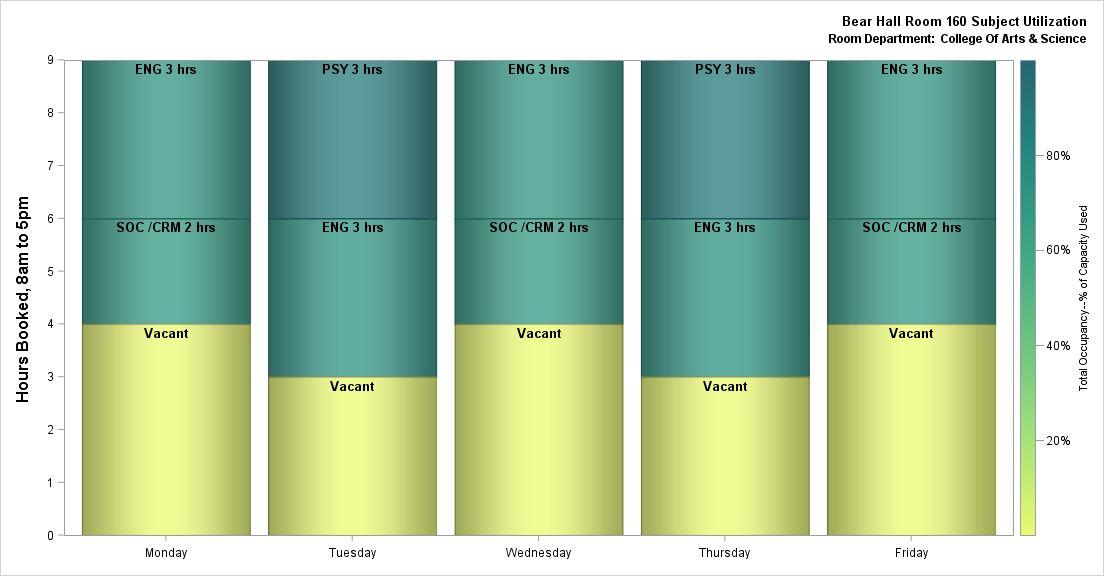 Bear Hall Room 160 Subject Utilization
Room Department: College Of Arts & Science
Hours Booked, 8am to 5pm
9
8
7
6
5
4
3
2
1
0
ENG 3 hrs
SOC /CRM 2 hrs
Vacant
Monday
PSY 3 hrs
ENG 3 hrs
Vacant
Tuesday
ENG 3 hrs
SOC /CRM 2 hrs
Vacant
Wednesday
PSY 3 hrs
ENG 3 hrs
Vacant
Thursday
ENG 3 hrs
SOC /CRM 2 hrs
Vacant
Friday
80%
60%
40%
20%
Total Occupancy--% of Capacity Used